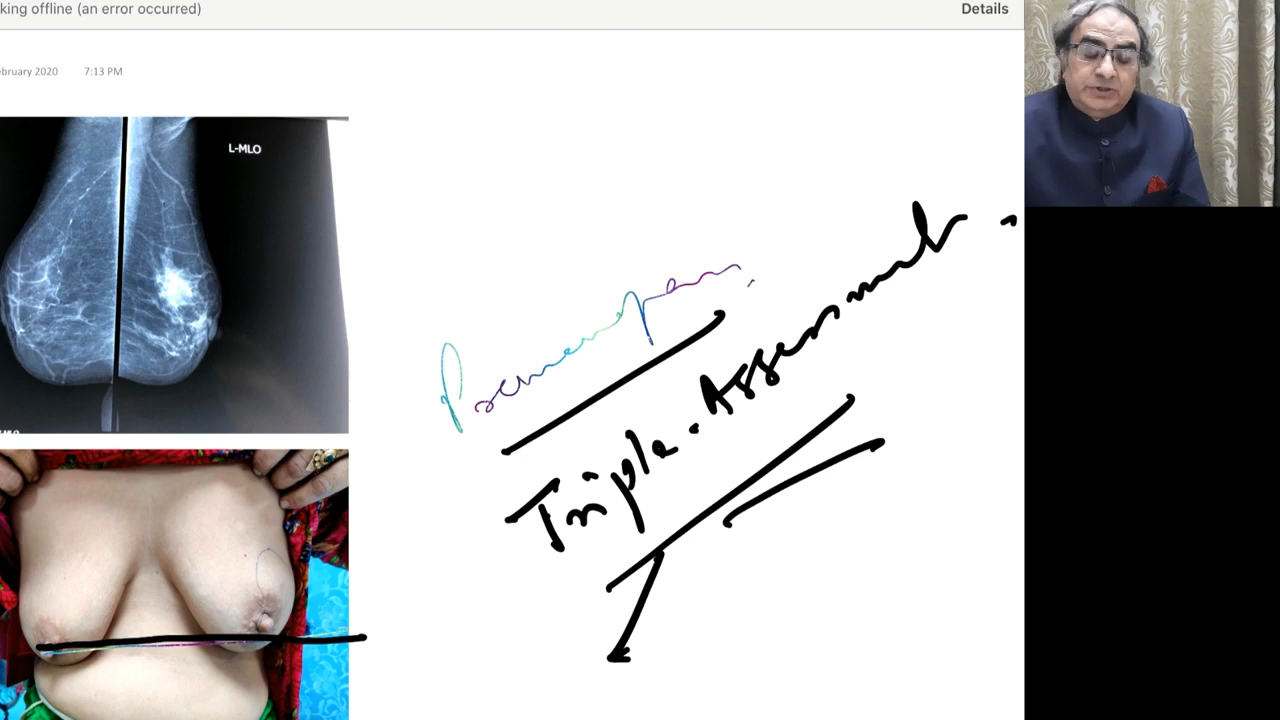 king offline (an error occurred)
Details
ebruary 2020 7:13 PM
L-MLO
Triple - Assessment